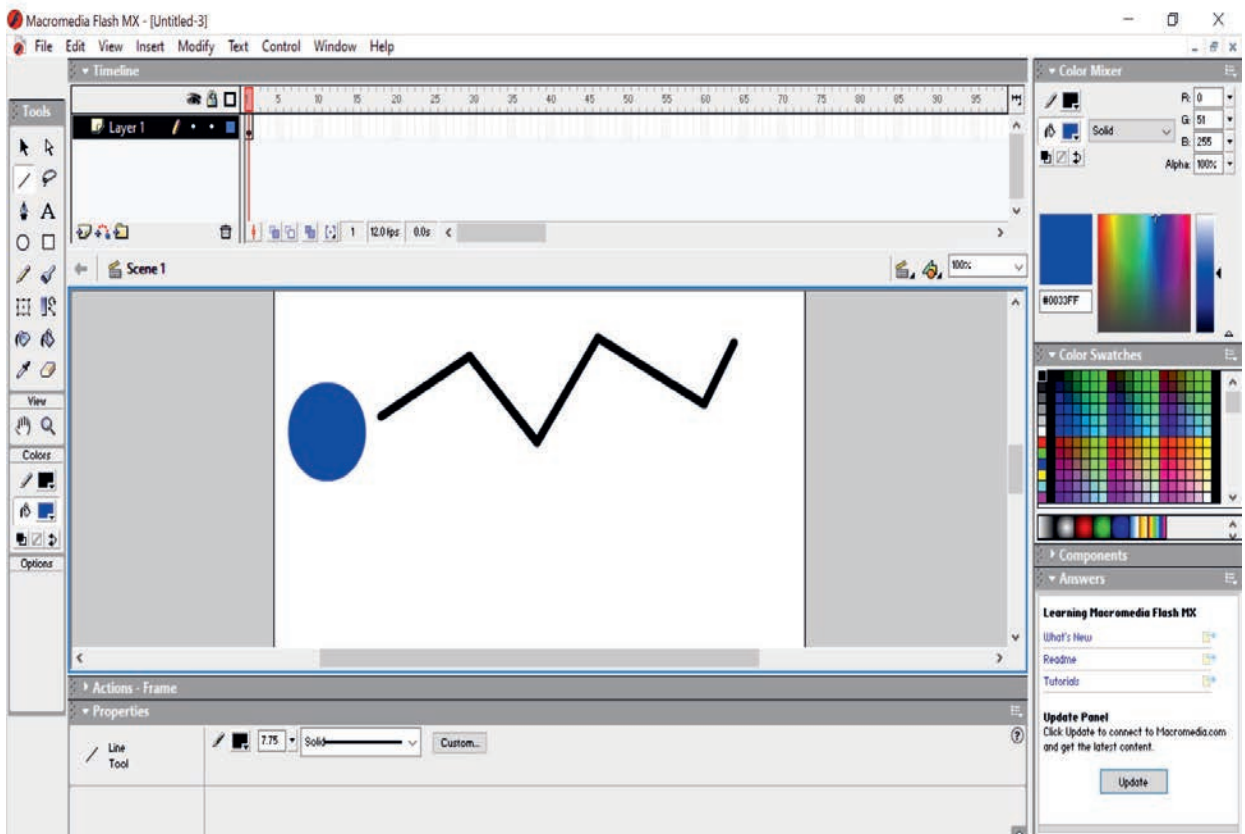 Macromedia Flash MX - [Untitled-3]
File Edit View Insert Modify Text Control Window Help
Timeline
Tools
1 5 10 15 20 25 30 35 40 45 50 55 60 65 70 75 80 85 90 95
Layer 1
1 12.0 fps 0.0s
Scene 1
100%
A
View
Colors
Options
Actions - Frame
Properties
Line
Tool
7.75
Solid
Custom...
Color Mixer
R: 0
Solid
G: 51
B: 255
Alpha: 100%
#0033FF
Color Swatches
Components
Answers
Learning Macromedia Flash MX
What's New
Readme
Tutorials
Update Panel
Click Update to connect to Macromedia.com
and get the latest content.
Update